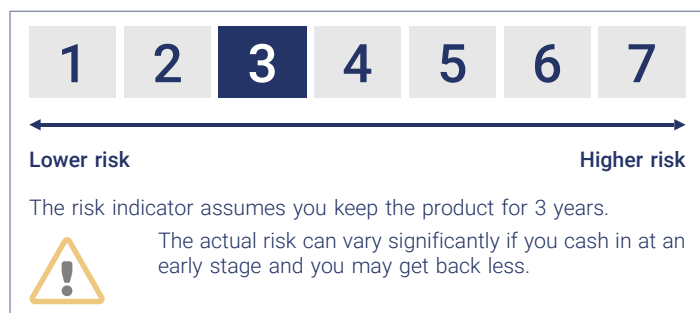 1 2 3 4 5 6 7
Lower risk Higher risk
The risk indicator assumes you keep the product for 3 years.
The actual risk can vary significantly if you cash in at an
early stage and you may get back less.